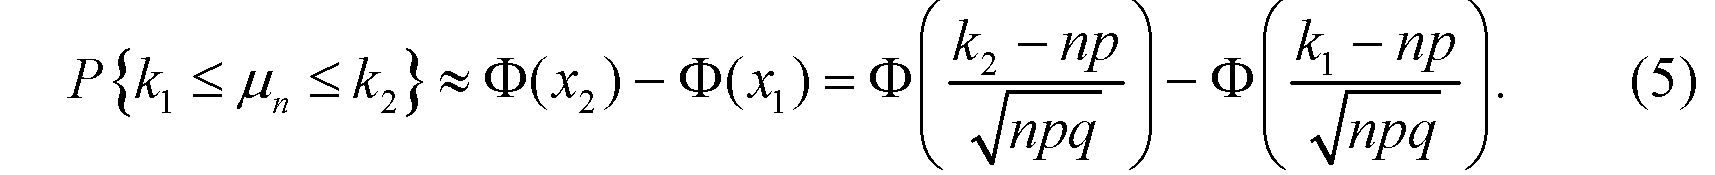 P{k₁ ≤ μₙ ≤ k₂} ≈ Φ(x₂) − Φ(x₁) = Φ((k₂ − np)/√(npq)) − Φ((k₁ − np)/√(npq)). (5)